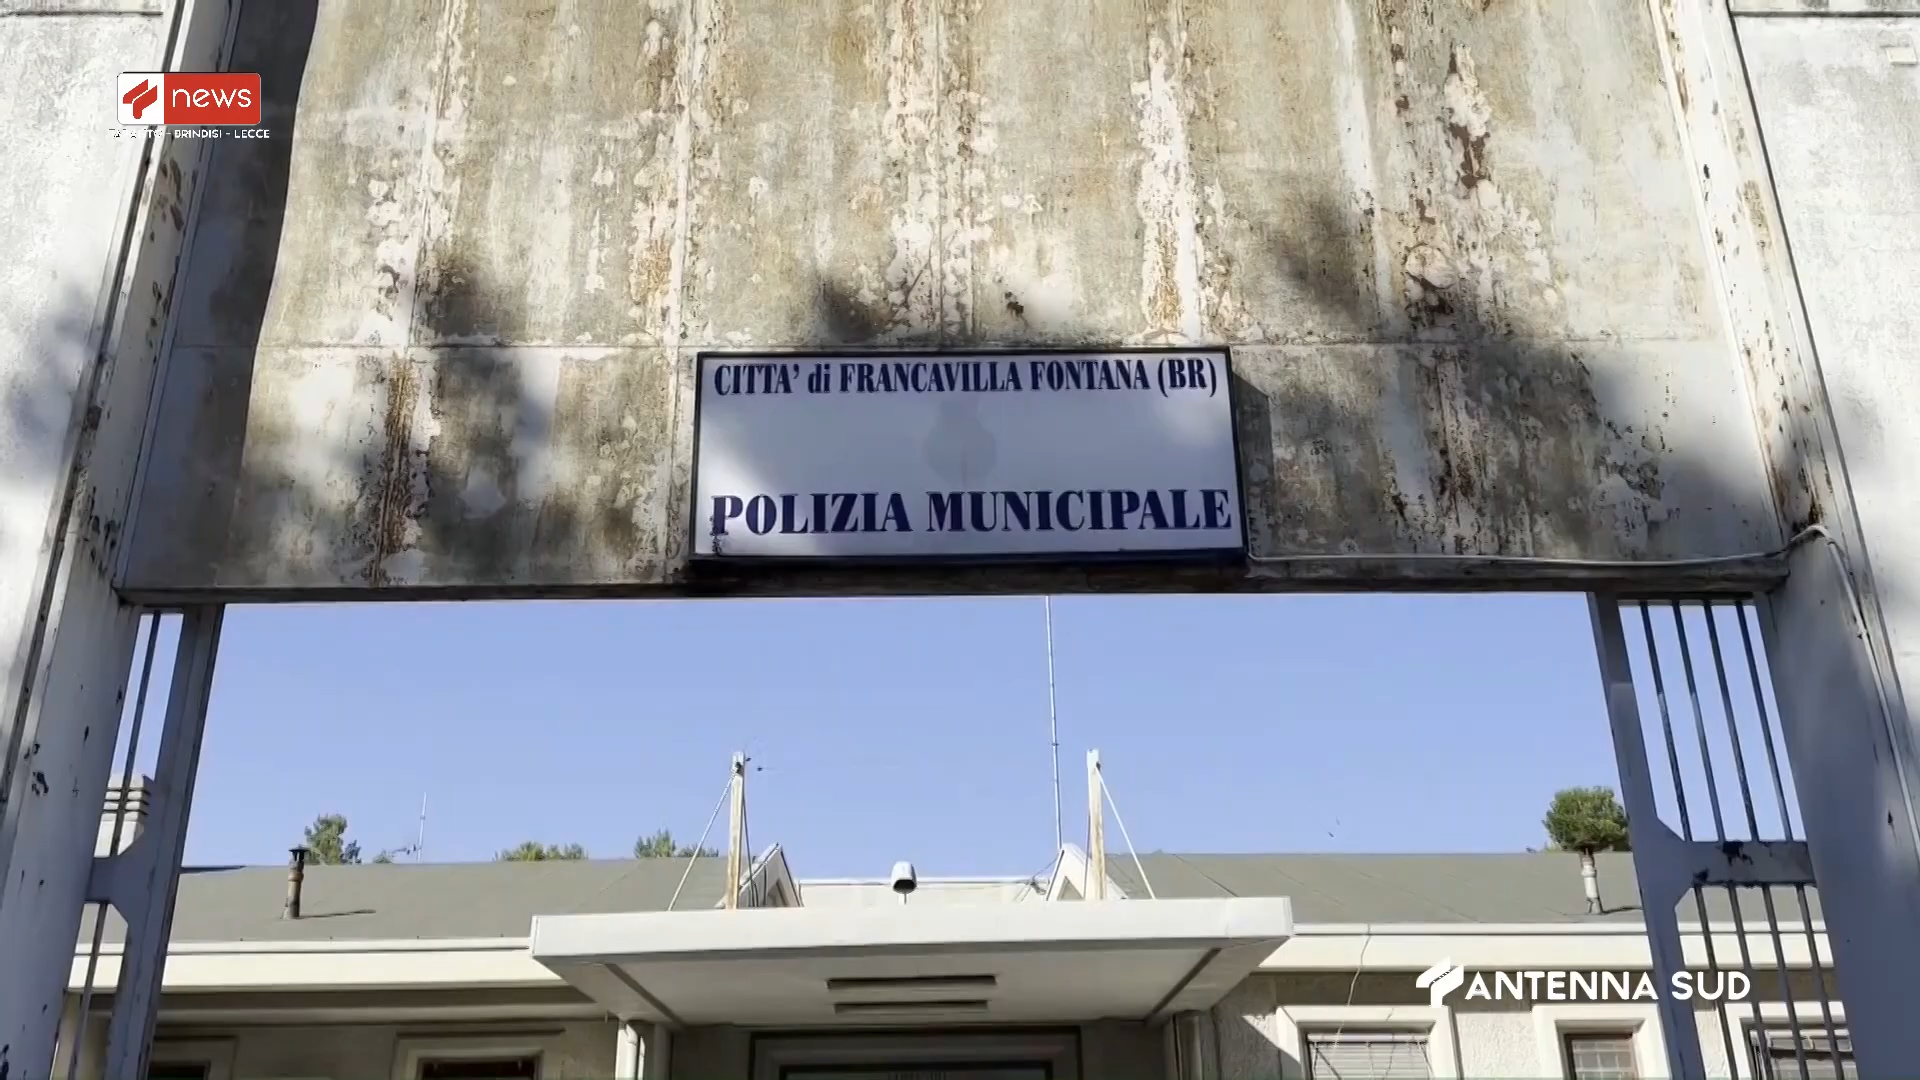 news
TARANTO - BRINDISI - LECCE
CITTA' di FRANCAVILLA FONTANA (BR)
POLIZIA MUNICIPALE
ANTENNA SUD